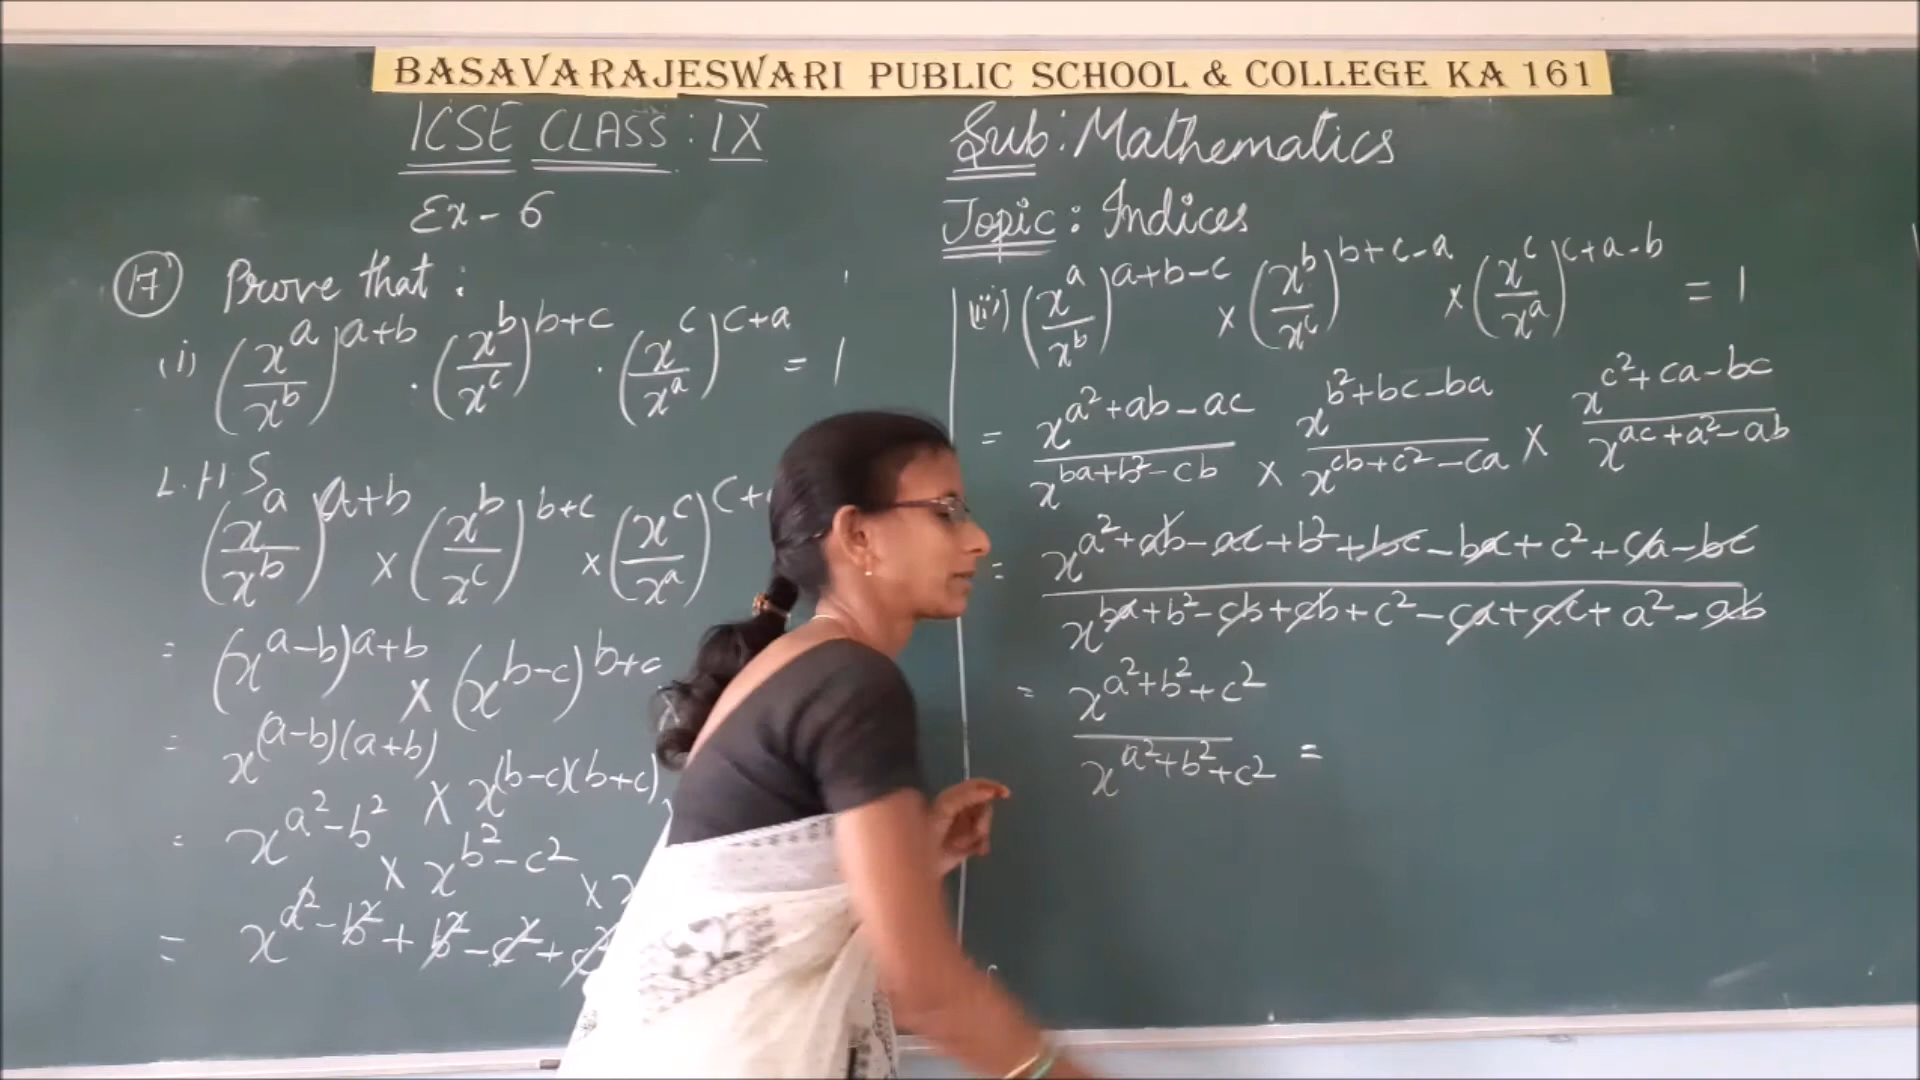 BASAVARAJESWARI PUBLIC SCHOOL & COLLEGE KA 161
ICSE CLASS : IX
Ex - 6
(17) Prove that :
(i) (x^a/x^b)^(a+b) . (x^b/x^c)^(b+c) . (x^c/x^a)^(c+a) = 1
L.H.S
(x^a/x^b)^(a+b) × (x^b/x^c)^(b+c) × (x^c/x^a)
= (x^(a-b))^(a+b) × (x^(b-c))^(b+c) ×
= x^((a-b)(a+b)) × x^((b-c)(b+c))
= x^(a²-b²) × x^(b²-c²) ×
= x^(a²-b²+b²-c²+
Sub : Mathematics
Topic : Indices
(ii) (x^a/x^b)^(a+b-c) × (x^b/x^c)^(b+c-a) × (x^c/x^a)^(c+a-b) = 1
= x^(a²+ab-ac)/x^(ba+b²-cb) × x^(b²+bc-ba)/x^(cb+c²-ca) × x^(c²+ca-bc)/x^(ac+a²-ab)
= x^(a²+ab-ac+b²+bc-ba+c²+ca-bc)/x^(ba+b²-cb+cb+c²-ca+ac+a²-ab)
= x^(a²+b²+c²)/x^(a²+b²+c²) =